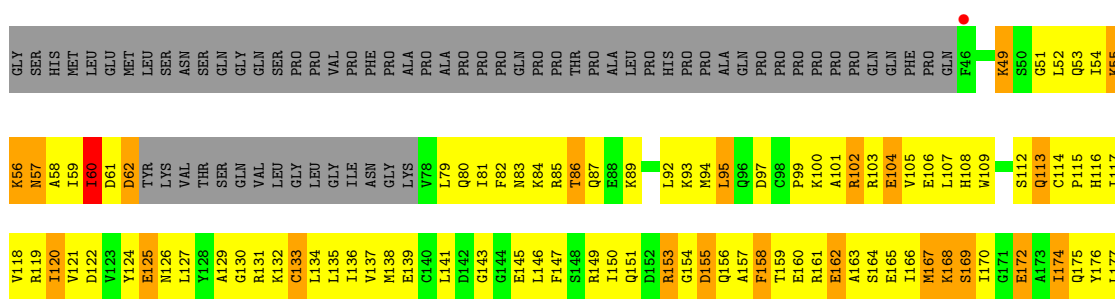 GLY SER HIS MET LEU GLU MET LEU SER ASN SER GLN GLY GLN SER PRO PRO VAL PRO PHE PRO ALA PRO ALA PRO PRO PRO GLN PRO PRO THR PRO ALA LEU PRO HIS PRO PRO ALA GLN PRO PRO PRO PRO PRO PRO GLN GLN PHE PRO GLN F46 K49 S50 G51 L52 Q53 I54 K55
K56 N57 A58 I59 I60 D61 D62 TYR LYS VAL THR SER GLN VAL LEU GLY LEU GLY ILE ASN GLY LYS V78 L79 Q80 I81 F82 N83 K84 R85 T86 Q87 E88 K89 L92 K93 M94 L95 Q96 D97 C98 P99 K100 A101 R102 R103 E104 V105 E106 L107 H108 W109 S112 Q113 C114 P115 H116 I117
V118 R119 I120 V121 D122 V123 Y124 E125 N126 L127 Y128 A129 G130 R131 K132 C133 L134 L135 I136 V137 M138 E139 C140 L141 D142 G143 G144 E145 L146 F147 S148 R149 I150 Q151 D152 R153 G154 D155 Q156 A157 F158 T159 E160 R161 E162 A163 S164 E165 I166 M167 K168 S169 I170 G171 E172 A173 I174 Q175 Y176 L177